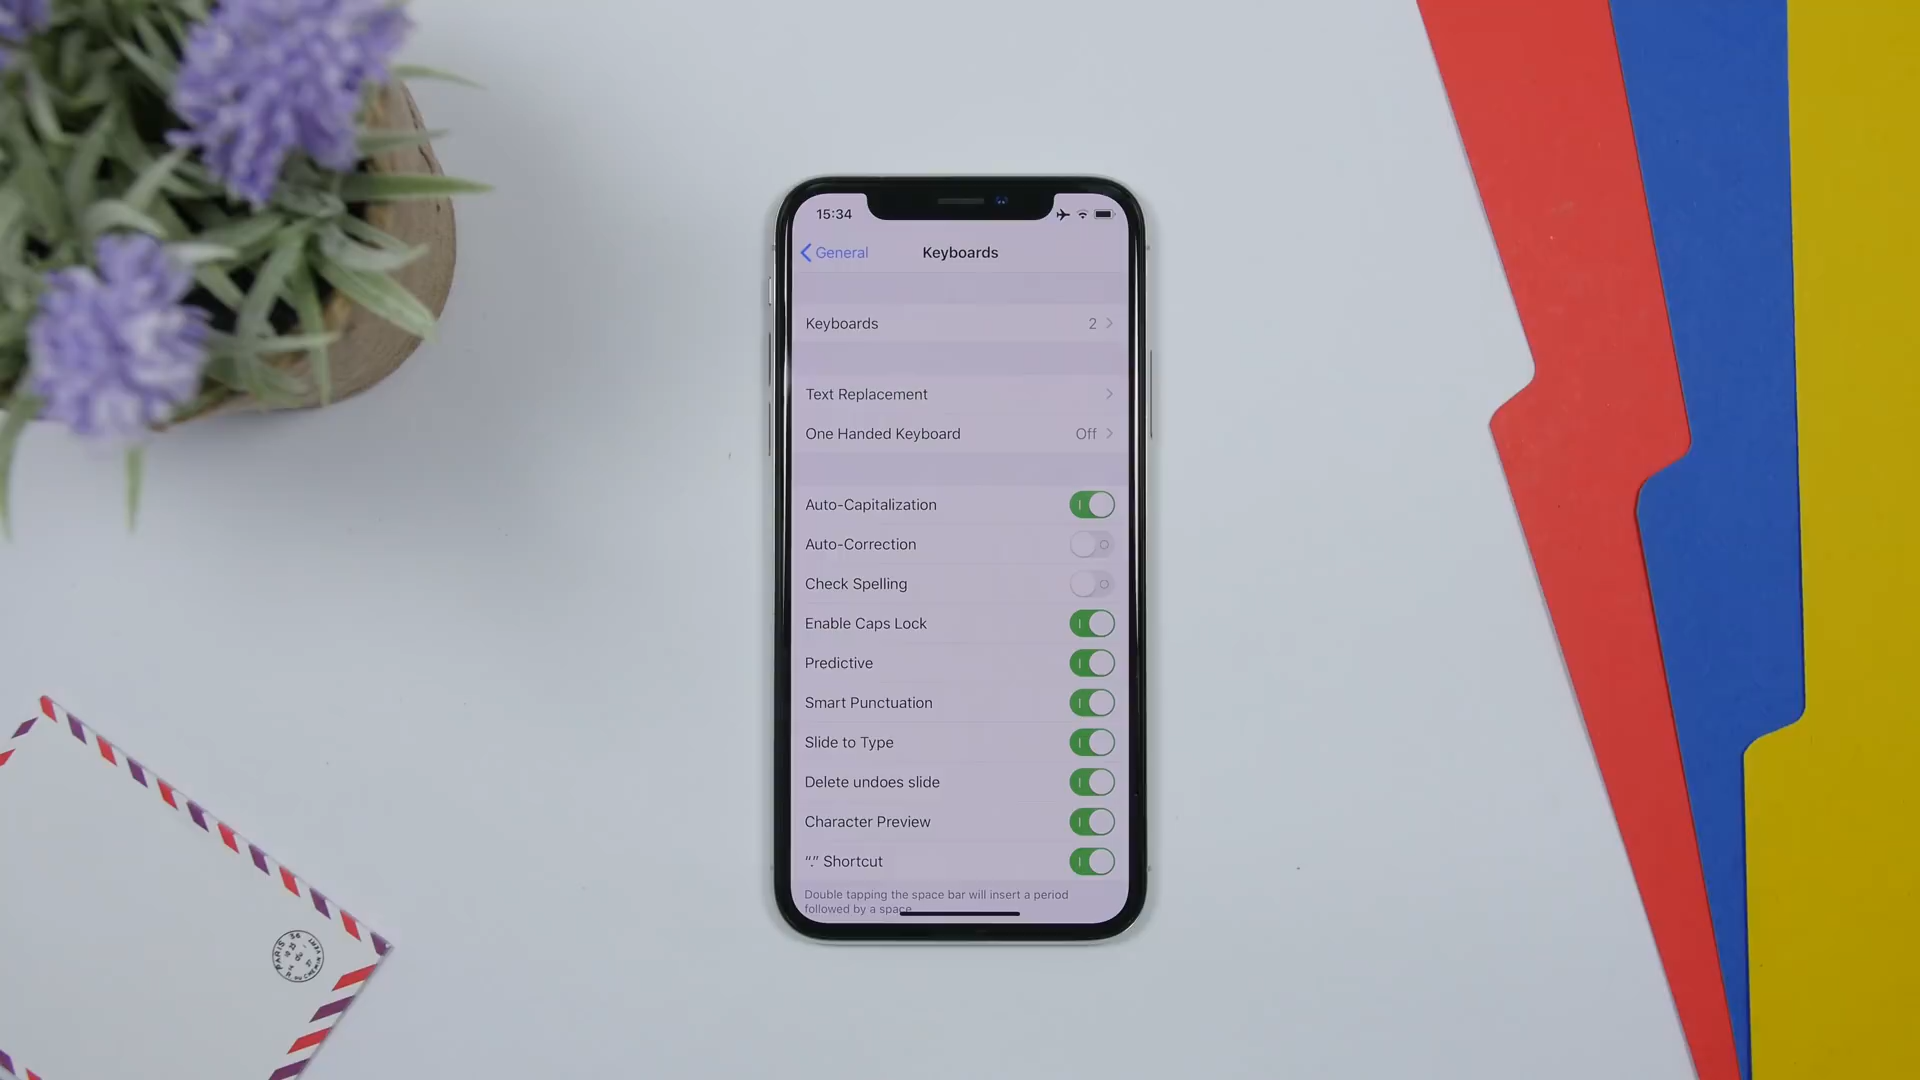 15:34
General
Keyboards
Keyboards 2
Text Replacement
One Handed Keyboard Off
Auto-Capitalization
Auto-Correction
Check Spelling
Enable Caps Lock
Predictive
Smart Punctuation
Slide to Type
Delete undoes slide
Character Preview
“.” Shortcut
Double tapping the space bar will insert a period
followed by a space
PARIS